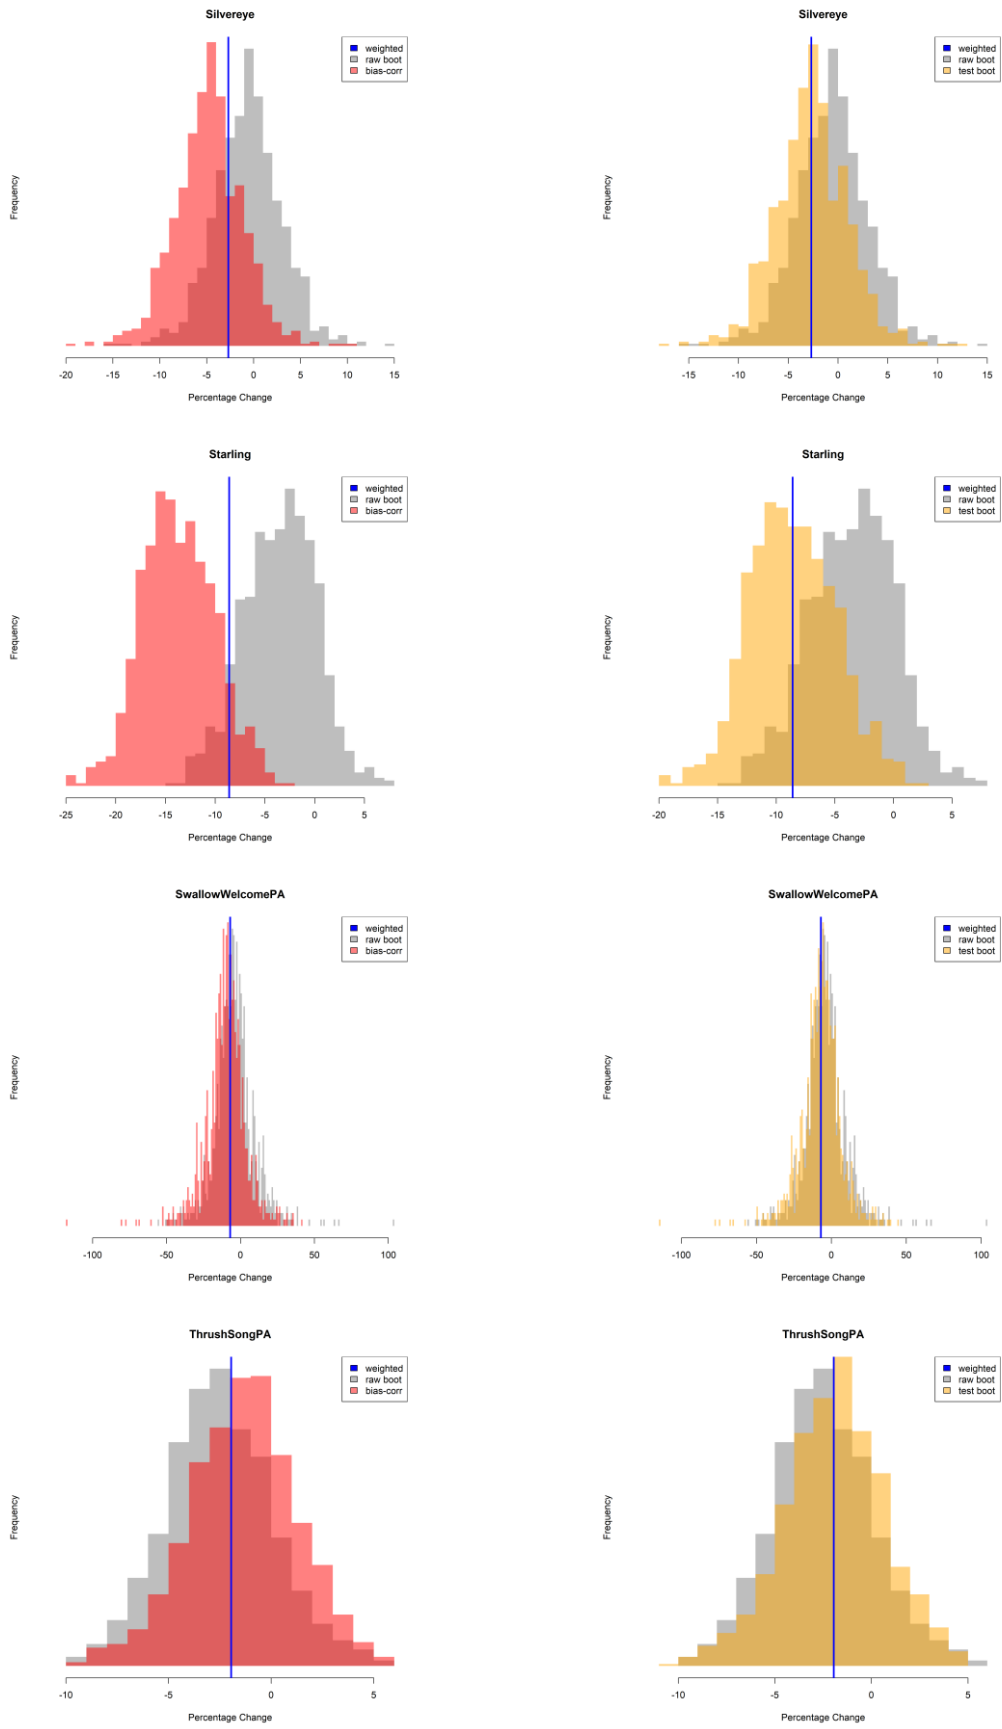 Silvereye
weighted
raw boot
bias-corr
Frequency
-20 -15 -10 -5 0 5 10 15
Percentage Change
Silvereye
weighted
raw boot
test boot
Frequency
-15 -10 -5 0 5 10 15
Percentage Change
Starling
weighted
raw boot
bias-corr
Frequency
-25 -20 -15 -10 -5 0 5
Percentage Change
Starling
weighted
raw boot
test boot
Frequency
-20 -15 -10 -5 0 5
Percentage Change
SwallowWelcomePA
weighted
raw boot
bias-corr
Frequency
-100 -50 0 50 100
Percentage Change
SwallowWelcomePA
weighted
raw boot
test boot
Frequency
-100 -50 0 50 100
Percentage Change
ThrushSongPA
weighted
raw boot
bias-corr
Frequency
-10 -5 0 5
Percentage Change
ThrushSongPA
weighted
raw boot
test boot
Frequency
-10 -5 0 5
Percentage Change